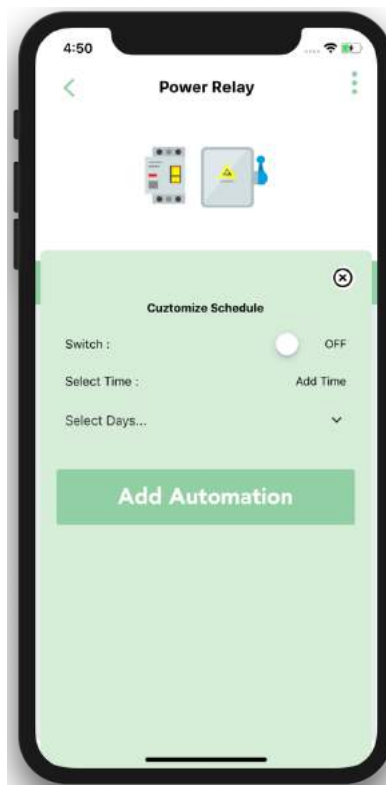 4:50
Power Relay
Cuztomize Schedule
Switch : OFF
Select Time : Add Time
Select Days...
Add Automation